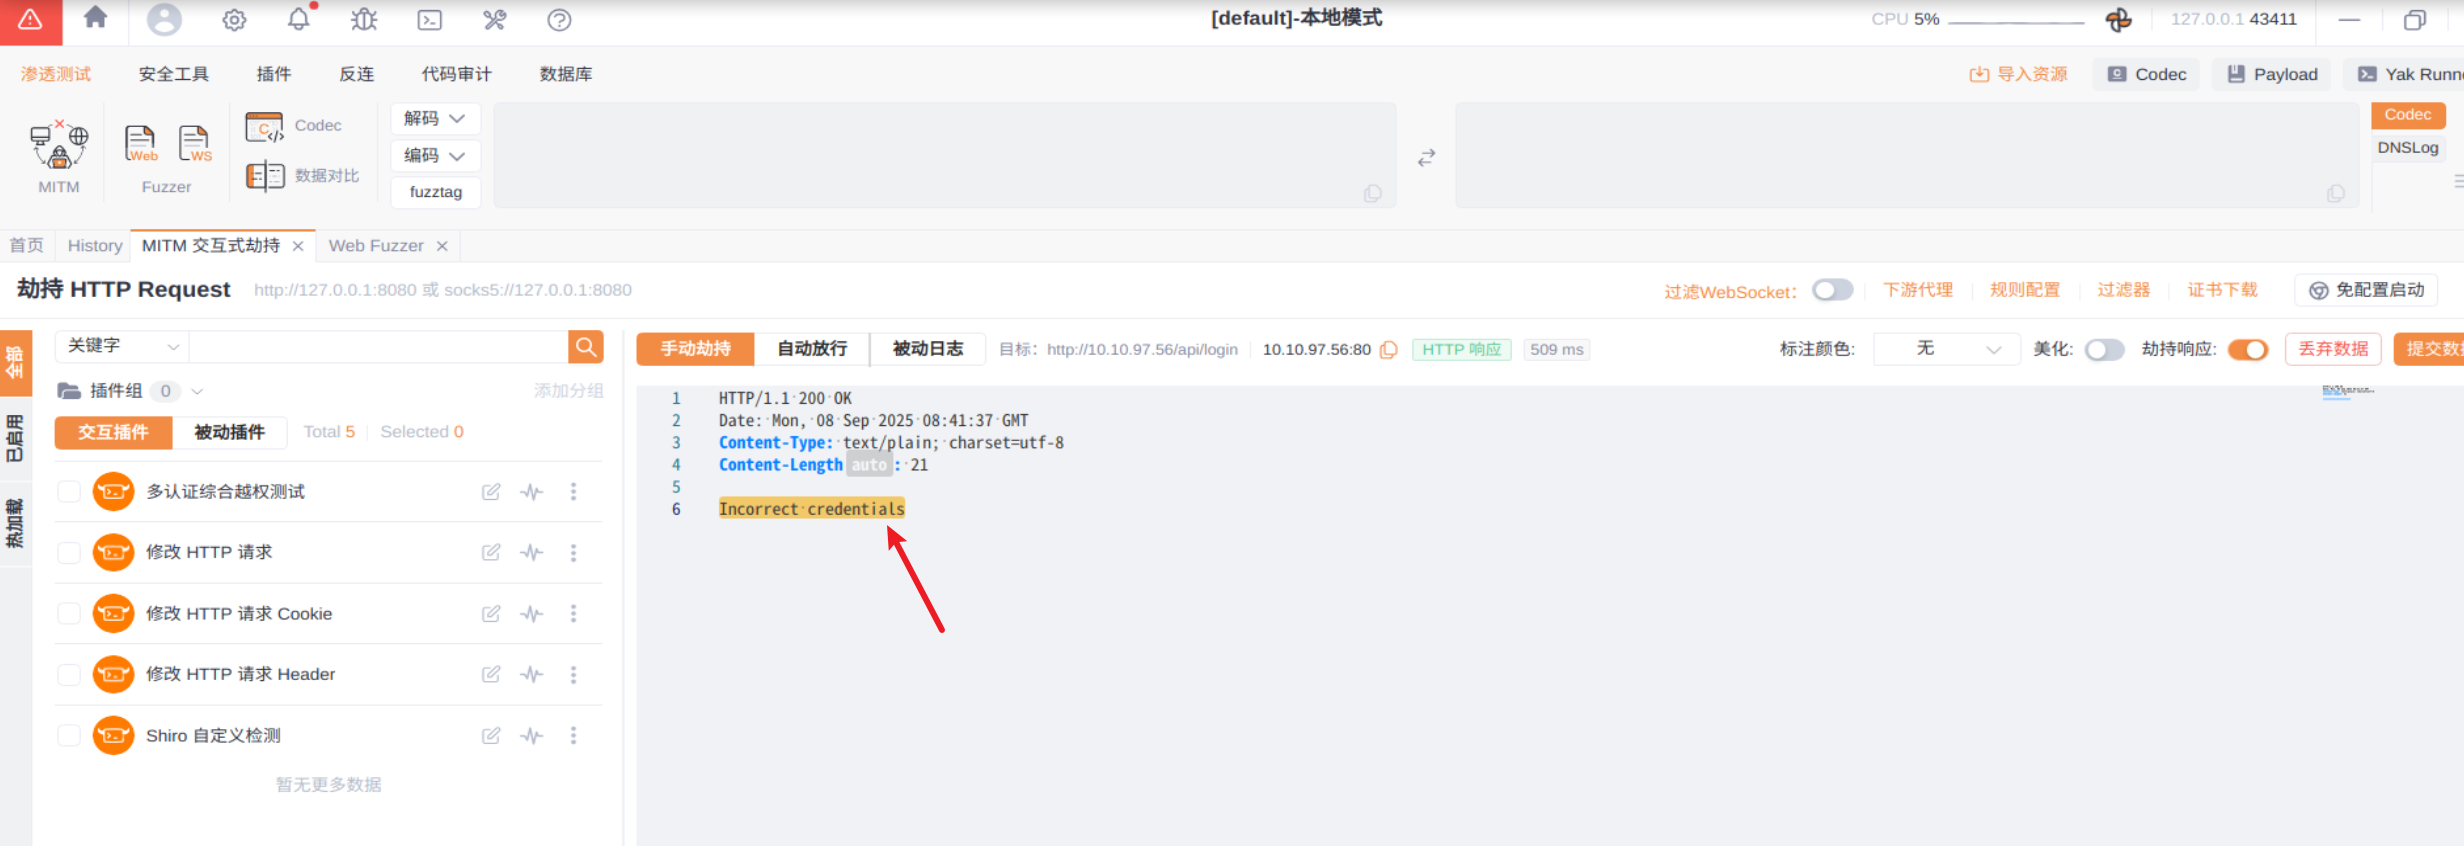 [default]-本地模式
CPU 5%
127.0.0.1 43411
渗透测试 安全工具 插件 反连 代码审计 数据库
导入资源 Codec Payload Yak Runn
MITM
Web WS
Fuzzer
Codec
数据对比
解码
编码
fuzztag
Codec
DNSLog
首页 History MITM 交互式劫持 Web Fuzzer
劫持 HTTP Request http://127.0.0.1:8080 或 socks5://127.0.0.1:8080
过滤WebSocket: 下游代理 规则配置 过滤器 证书下载 免配置启动
全部
已启用
热加载
关键字
插件组 0 添加分组
交互插件 被动插件 Total 5 Selected 0
多认证综合越权测试
修改 HTTP 请求
修改 HTTP 请求 Cookie
修改 HTTP 请求 Header
Shiro 自定义检测
暂无更多数据
手动劫持 自动放行 被动日志 目标: http://10.10.97.56/api/login 10.10.97.56:80 HTTP 响应 509 ms
标注颜色: 无 美化: 劫持响应: 丢弃数据 提交数
1 HTTP/1.1 200 OK
2 Date: Mon, 08 Sep 2025 08:41:37 GMT
3 Content-Type: text/plain; charset=utf-8
4 Content-Length auto : 21
5
6 Incorrect credentials